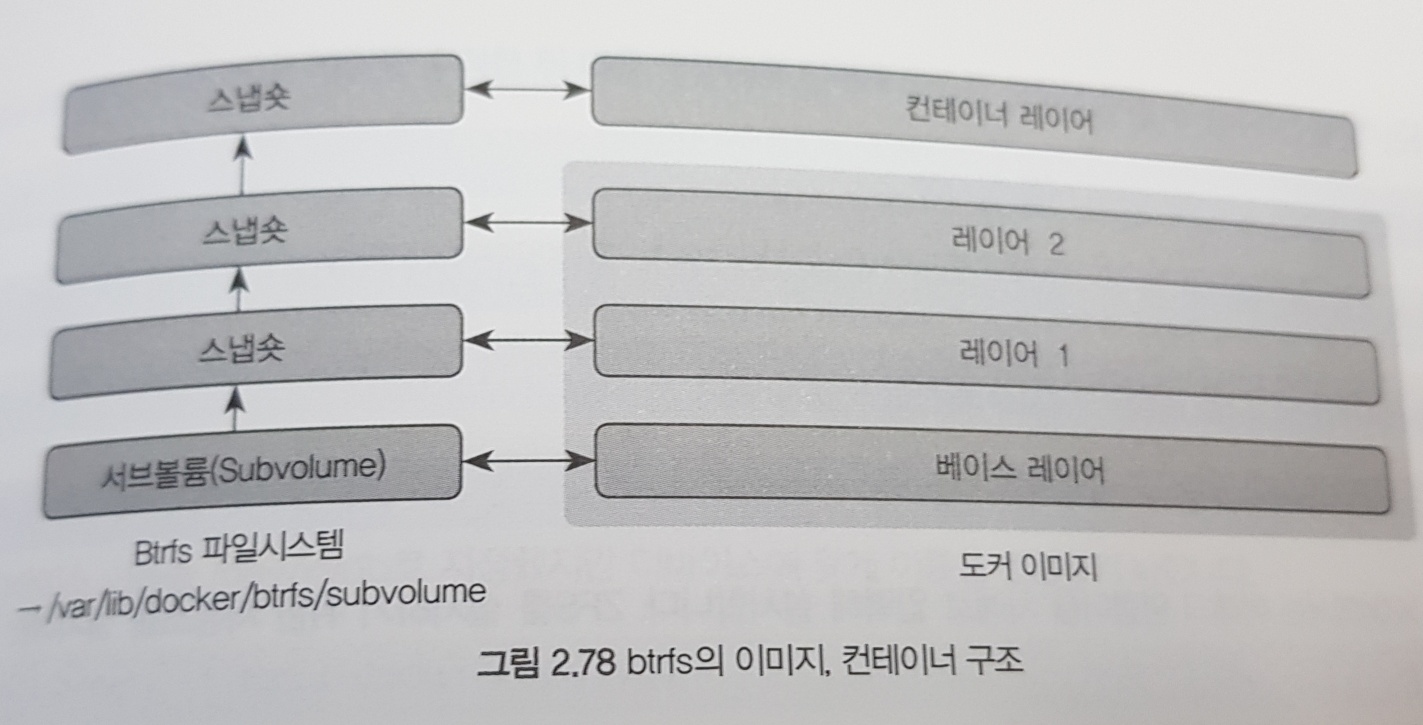 스냅숏
컨테이너 레이어
스냅숏
레이어 2
스냅숏
레이어 1
서브볼륨(Subvolume)
베이스 레이어
Btrfs 파일시스템
→ /var/lib/docker/btrfs/subvolume
도커 이미지
그림 2.78 btrfs의 이미지, 컨테이너 구조